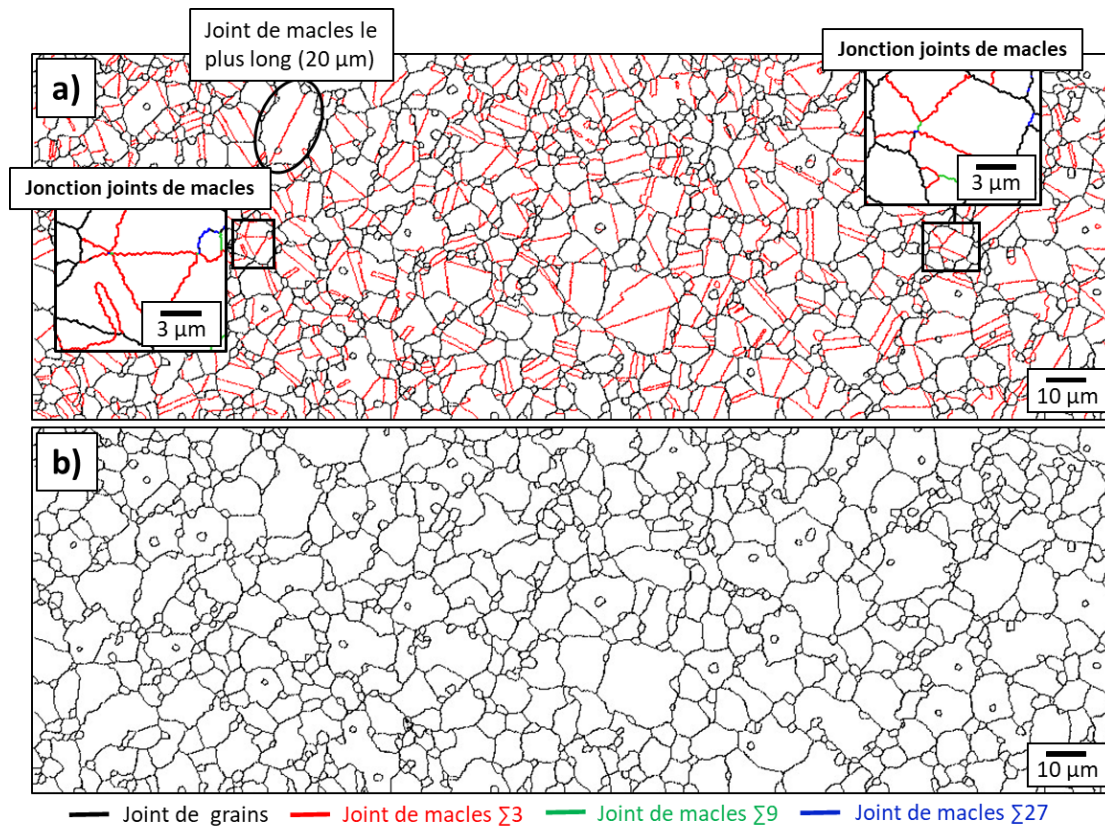 Joint de macles le
plus long (20 µm)
Jonction joints de macles
a)
3 µm
Jonction joints de macles
3 µm
10 µm
b)
10 µm
Joint de grains
Joint de macles ∑3
Joint de macles ∑9
Joint de macles ∑27